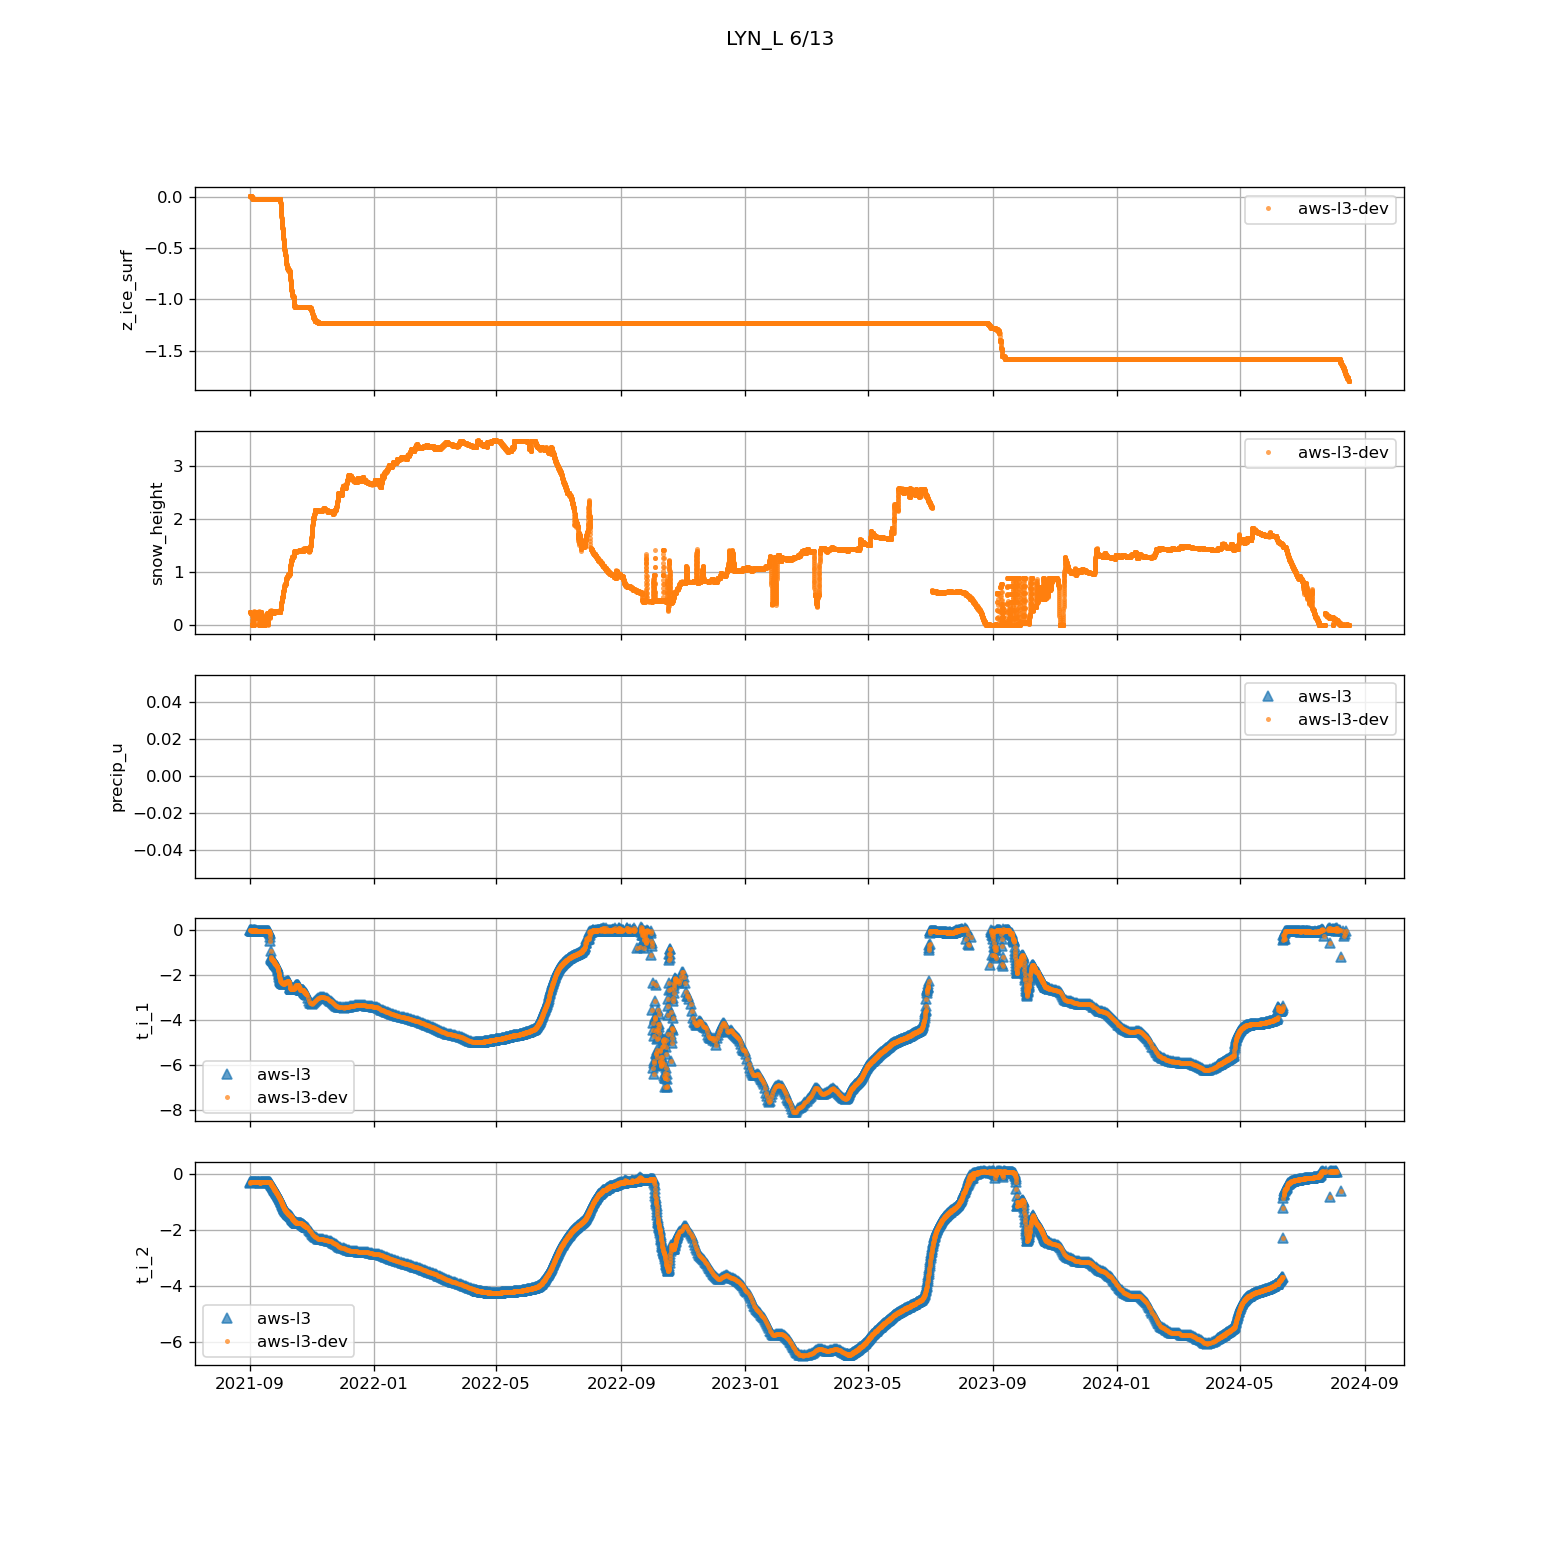 LYN_L 6/13
z_ice_surf
0.0
−0.5
−1.0
−1.5
aws-l3-dev
snow_height
3
2
1
0
aws-l3-dev
precip_u
0.04
0.02
0.00
−0.02
−0.04
aws-l3
aws-l3-dev
t_i_1
0
−2
−4
−6
−8
aws-l3
aws-l3-dev
t_i_2
0
−2
−4
−6
aws-l3
aws-l3-dev
2021-09 2022-01 2022-05 2022-09 2023-01 2023-05 2023-09 2024-01 2024-05 2024-09